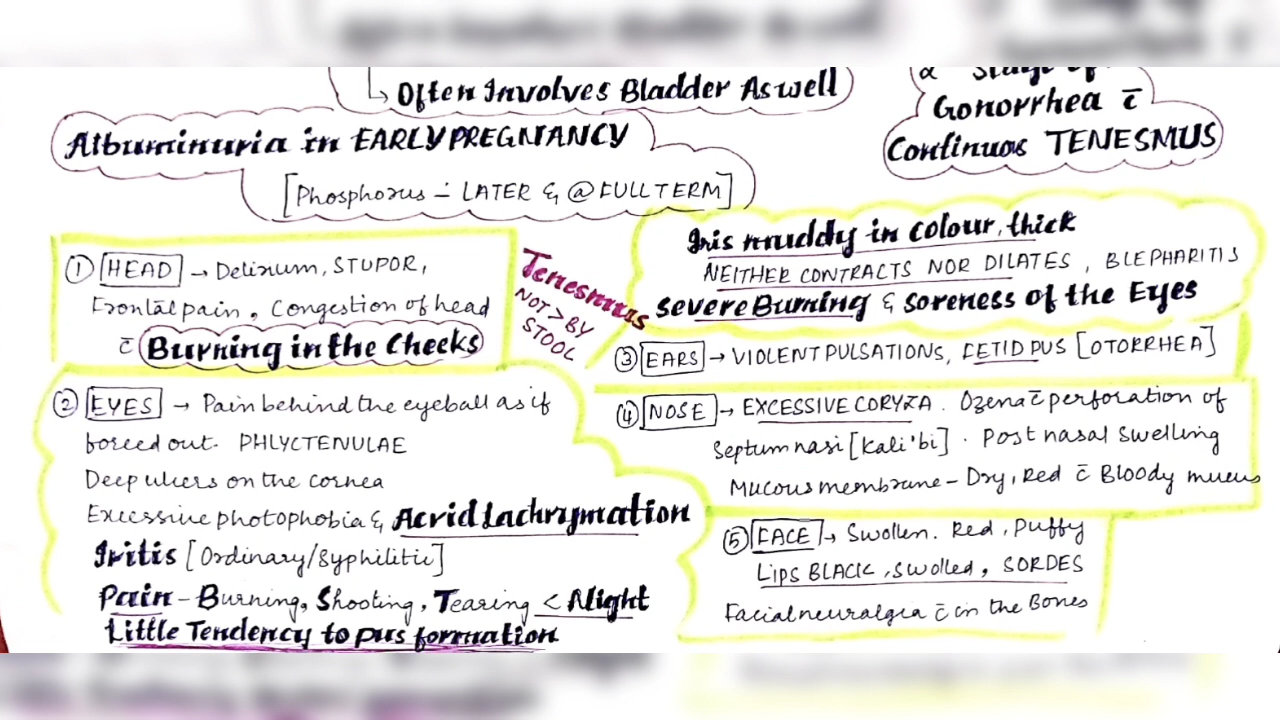 ↳ Often Involves Bladder Aswell
Albuminuria in EARLY PREGNANCY
[Phosphorus - LATER & @ FULLTERM]
Gonorrhea c̄
Continuos TENESMUS
① HEAD → Delirium, STUPOR,
Frontal pain, Congestion of head
c̄ Burning in the Cheeks
Tenesmus
NOT > BY
STOOL
② EYES → Pain behind the eyeball as if
forced out. PHLYCTENULAE
Deep ulcers on the cornea
Excessive photophobia & Acrid Lachrymation
Iritis [Ordinary/Syphilitic]
Pain - Burning, Shooting, Tearing < Night
Little Tendency to pus formation
Iris muddy in colour, thick
NEITHER CONTRACTS NOR DILATES, BLEPHARITIS
severe Burning & soreness of the Eyes
③ EARS → VIOLENT PULSATIONS, FETID PUS [OTORRHEA]
④ NOSE → EXCESSIVE CORYZA. Ozena c̄ perforation of
Septum nasi [Kali'bi]. Post nasal swelling
Mucous membrane - Dry, Red c̄ Bloody mucus
⑤ FACE → Swollen. Red, Puffy
Lips BLACK, Swolled, SORDES
Facial neuralgia c̄ in the Bones